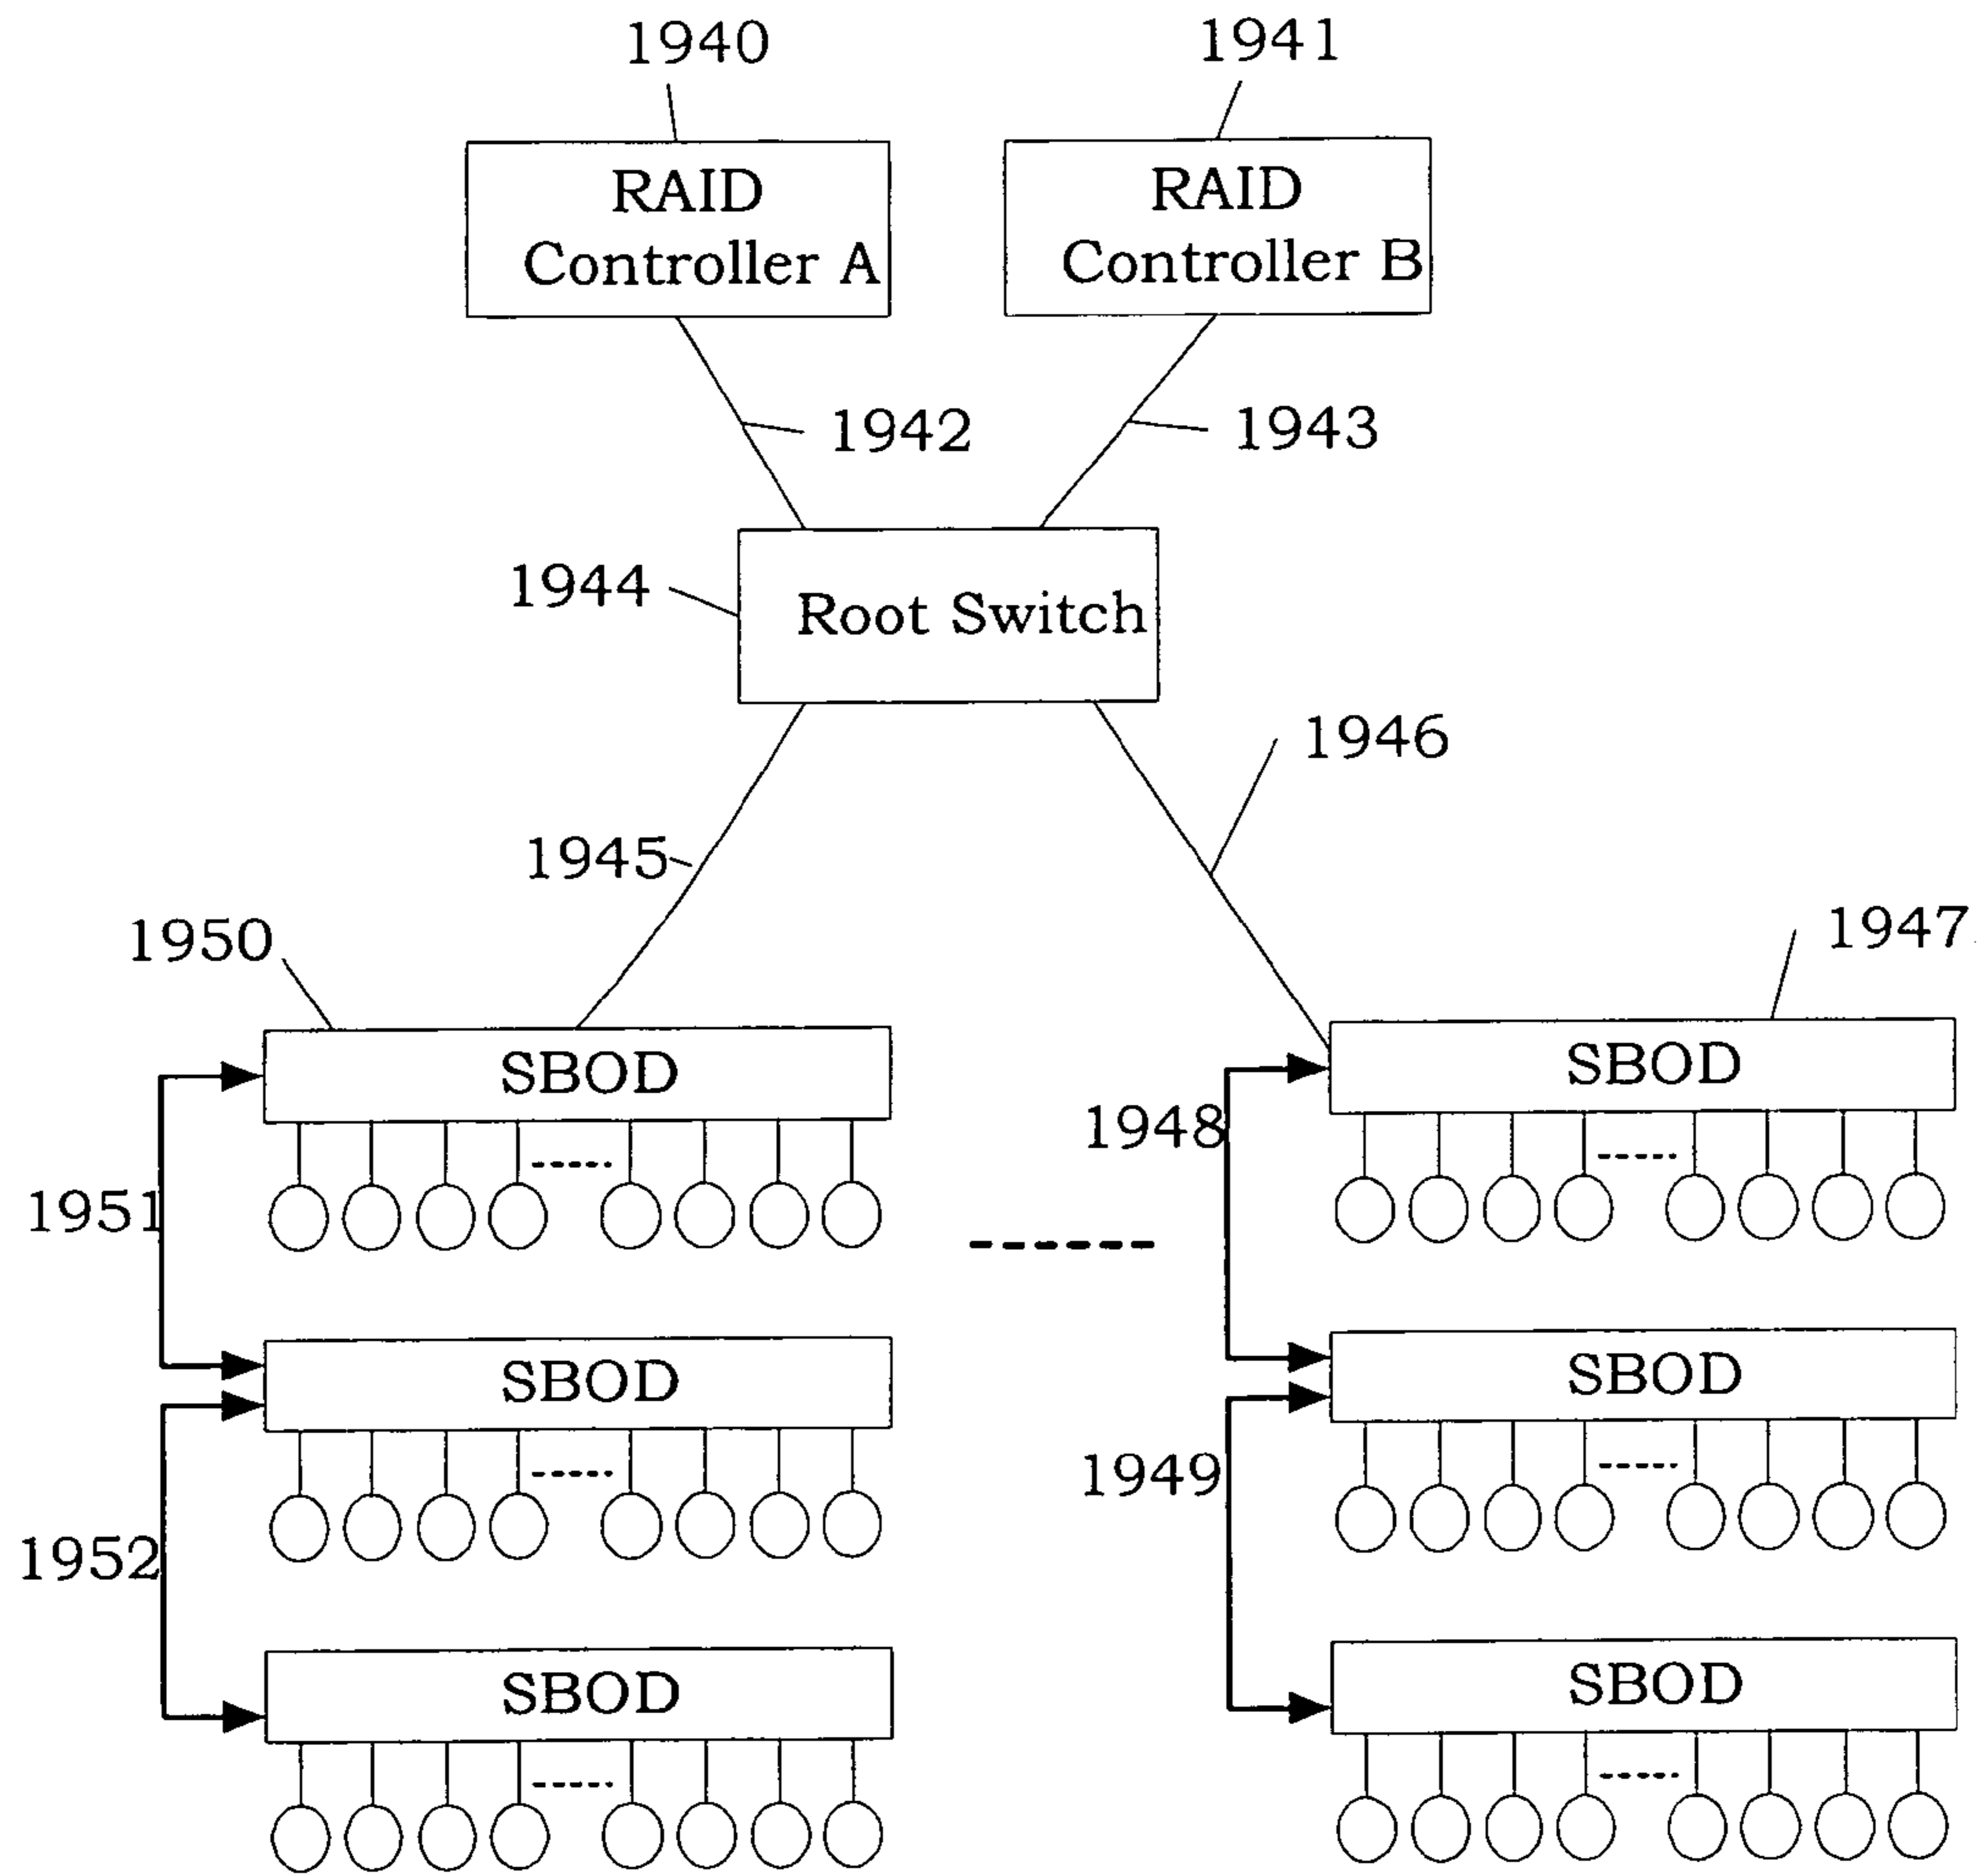 1940
1941
RAID
Controller A
RAID
Controller B
1942
1943
1944
Root Switch
1946
1945
1950
1947
SBOD
SBOD
1948
1951
SBOD
SBOD
1949
1952
SBOD
SBOD